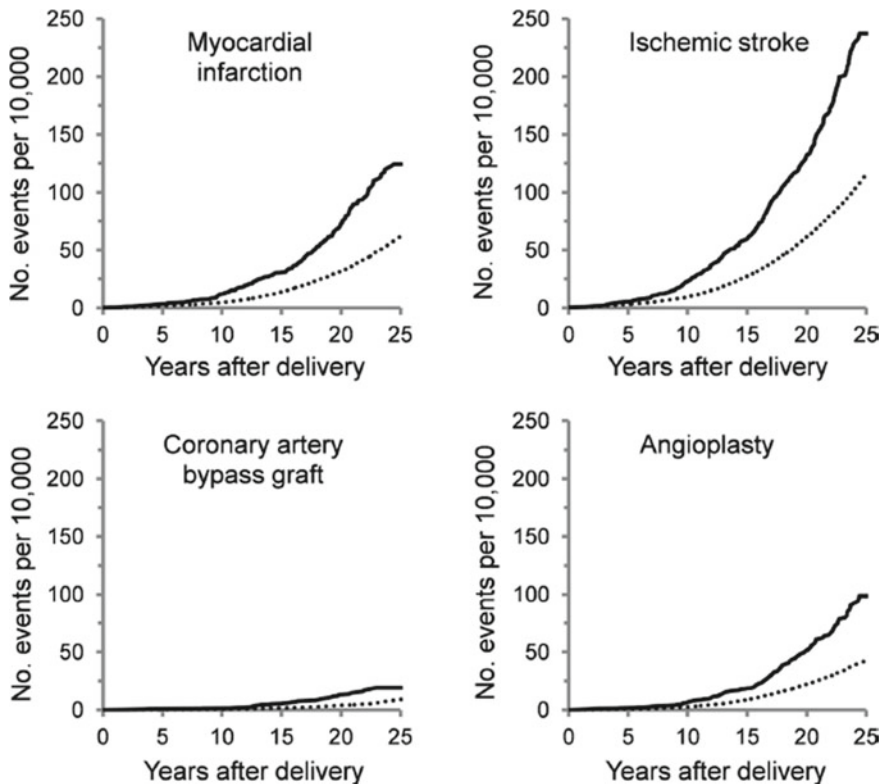 Myocardial
infarction
No. events per 10,000
250
200
150
100
50
0
0 5 10 15 20 25
Years after delivery
Ischemic stroke
No. events per 10,000
250
200
150
100
50
0
0 5 10 15 20 25
Years after delivery
Coronary artery
bypass graft
No. events per 10,000
250
200
150
100
50
0
0 5 10 15 20 25
Years after delivery
Angioplasty
No. events per 10,000
250
200
150
100
50
0
0 5 10 15 20 25
Years after delivery